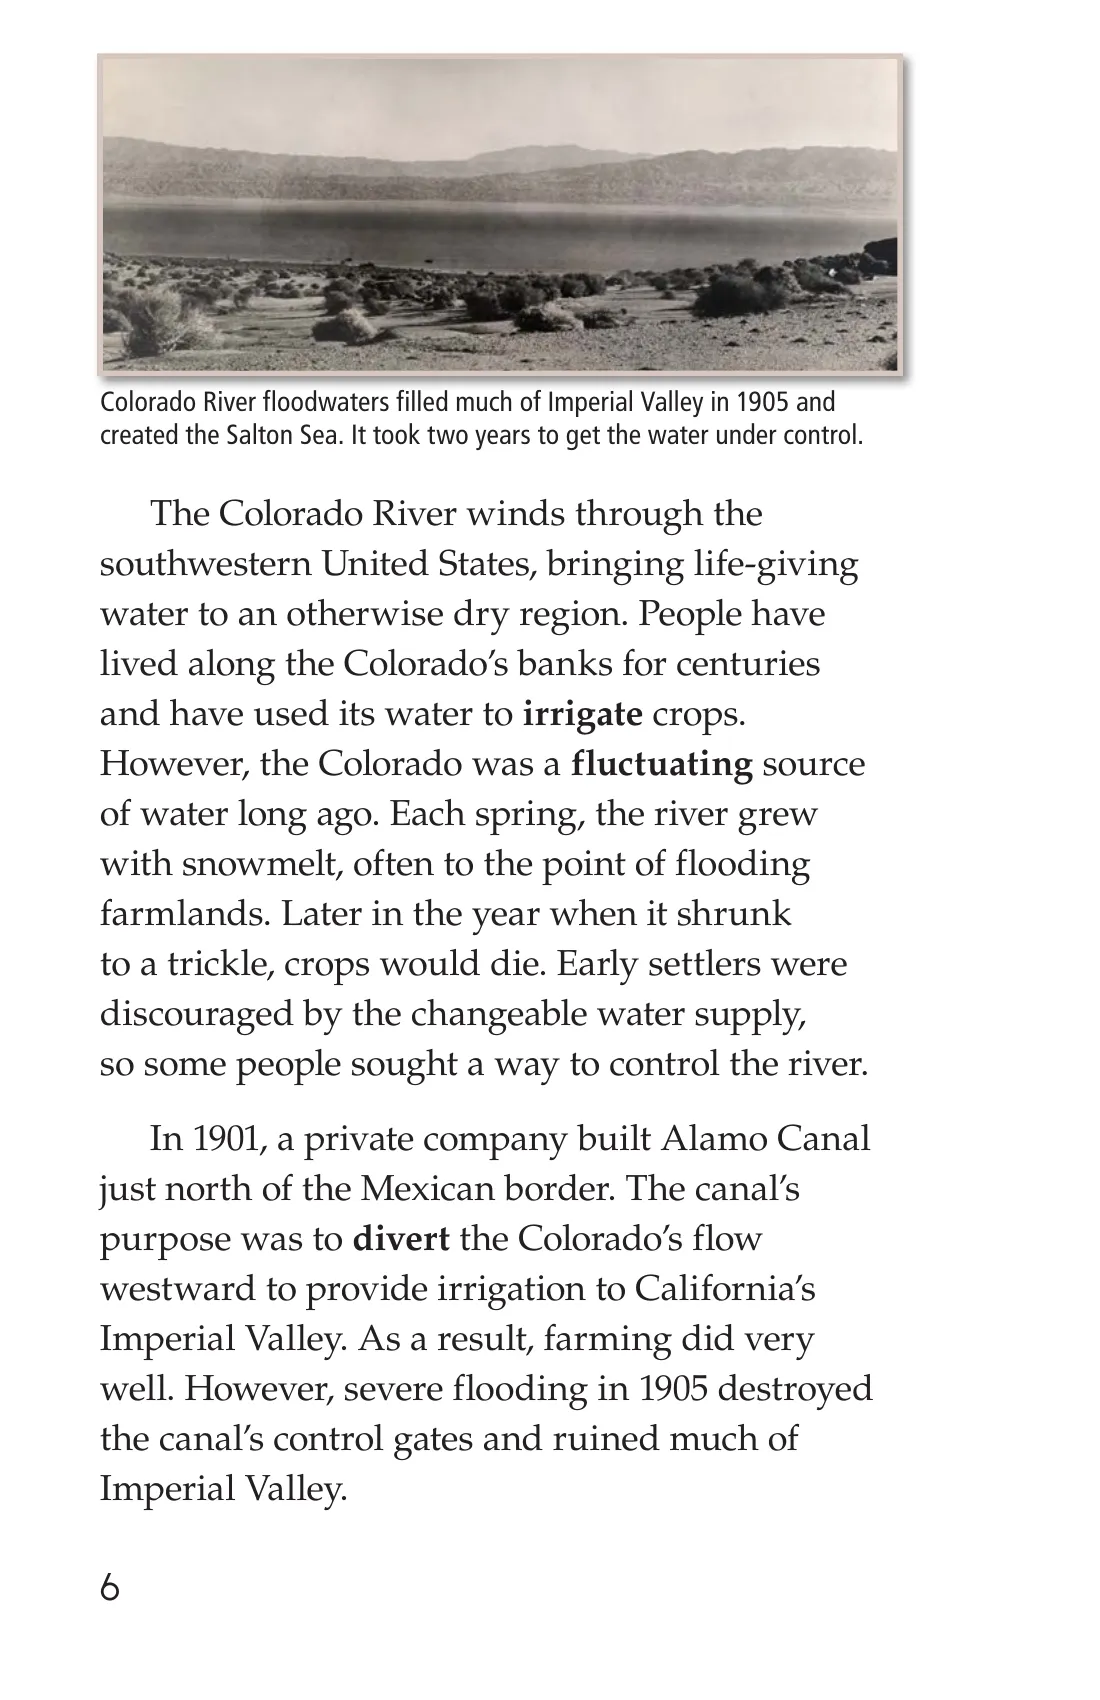 Colorado River floodwaters filled much of Imperial Valley in 1905 and
created the Salton Sea. It took two years to get the water under control.
The Colorado River winds through the
southwestern United States, bringing life-giving
water to an otherwise dry region. People have
lived along the Colorado’s banks for centuries
and have used its water to irrigate crops.
However, the Colorado was a fluctuating source
of water long ago. Each spring, the river grew
with snowmelt, often to the point of flooding
farmlands. Later in the year when it shrunk
to a trickle, crops would die. Early settlers were
discouraged by the changeable water supply,
so some people sought a way to control the river.
In 1901, a private company built Alamo Canal
just north of the Mexican border. The canal’s
purpose was to divert the Colorado’s flow
westward to provide irrigation to California’s
Imperial Valley. As a result, farming did very
well. However, severe flooding in 1905 destroyed
the canal’s control gates and ruined much of
Imperial Valley.
6